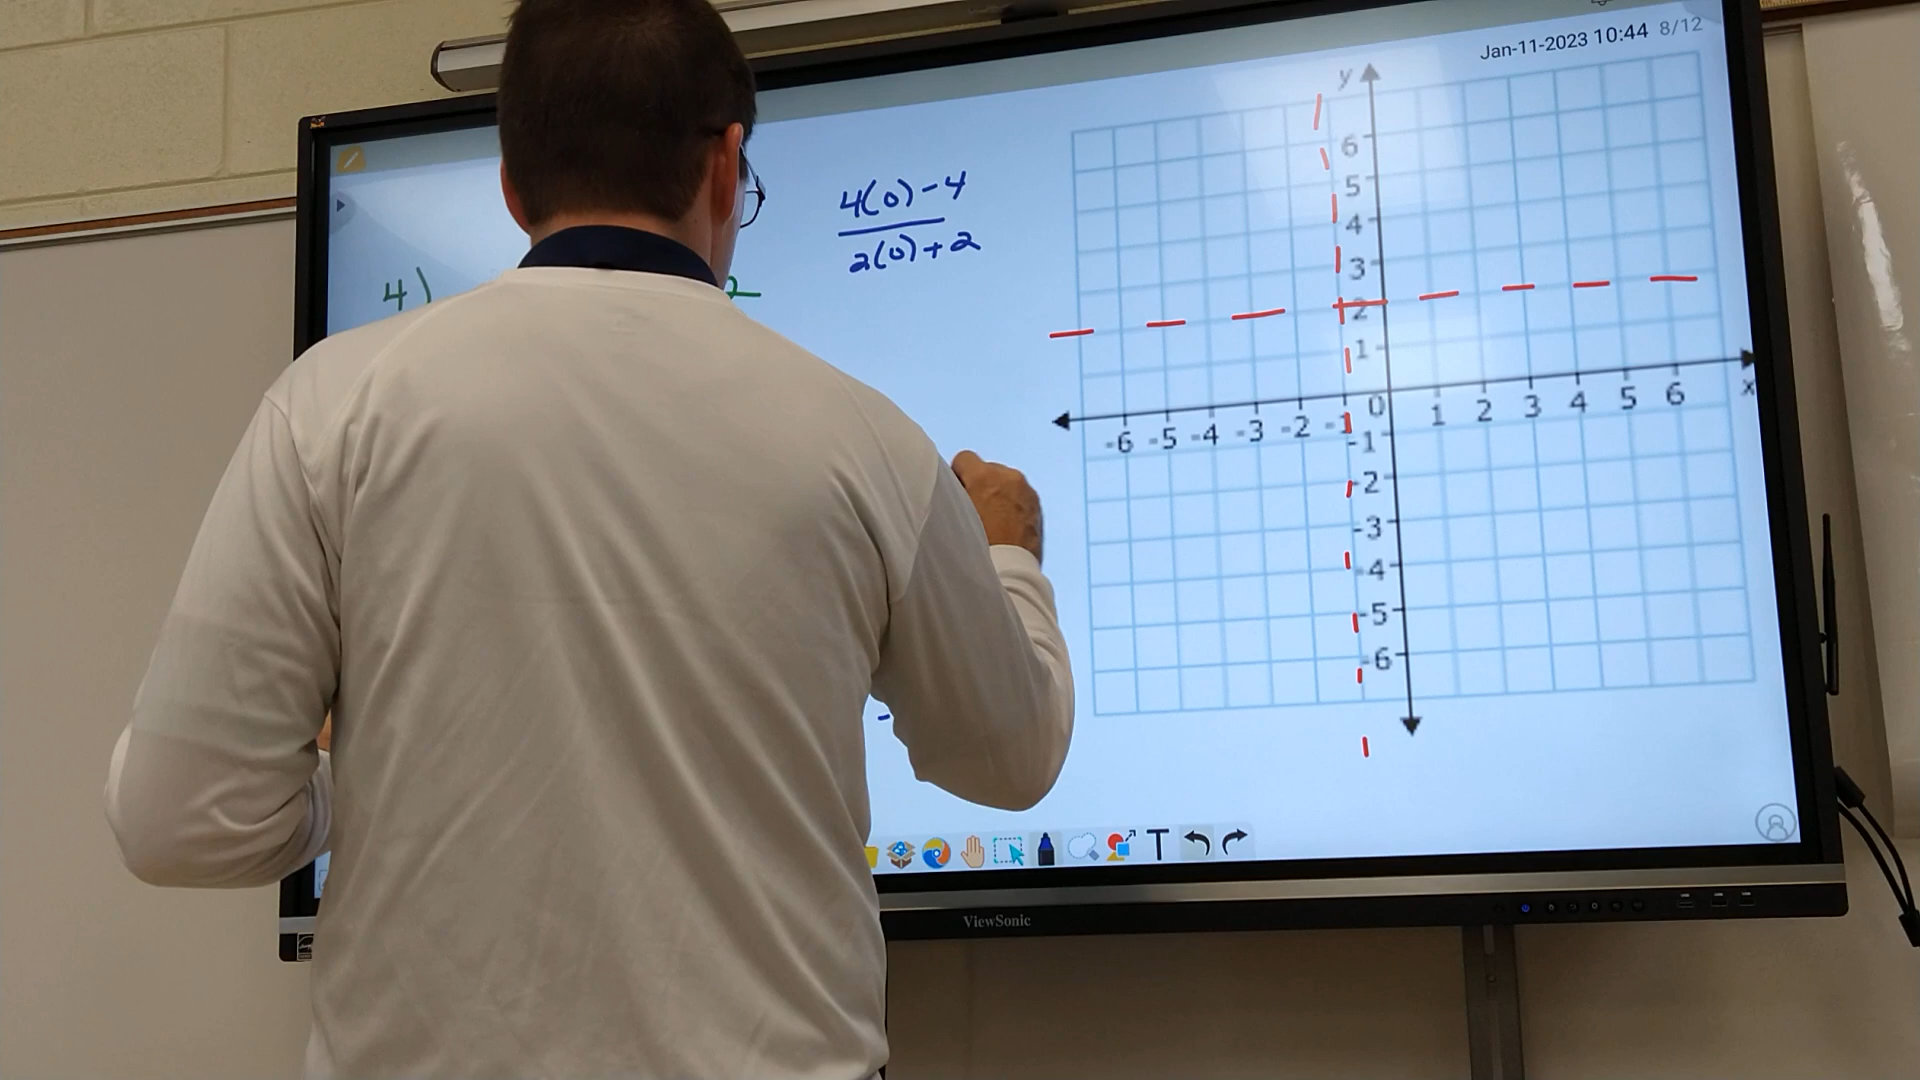 Jan-11-2023 10:44 8/12
4(0)-4
2(0)+2
4)
2
y
6
5
4
3
2
1
0
-6 -5 -4 -3 -2 -1
1 2 3 4 5 6
x
-1
-2
-3
-4
-5
-6
T
ViewSonic